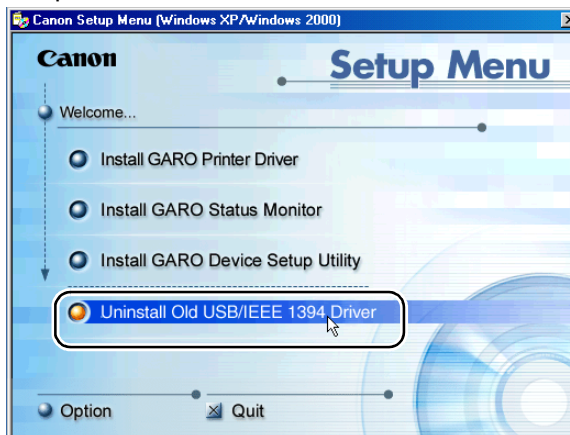 Canon Setup Menu (Windows XP/Windows 2000)
Canon
Setup Menu
Welcome...
Install GARO Printer Driver
Install GARO Status Monitor
Install GARO Device Setup Utility
Uninstall Old USB/IEEE 1394 Driver
Option
Quit